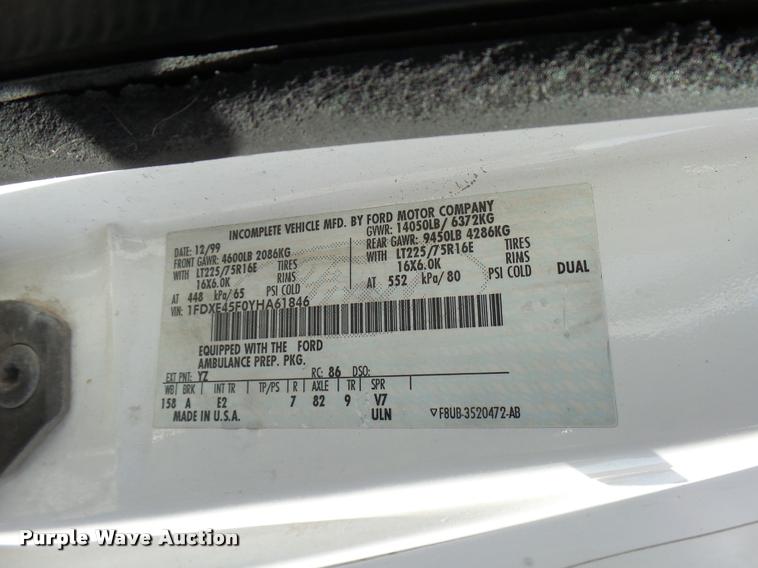 INCOMPLETE VEHICLE MFD. BY FORD MOTOR COMPANY
DATE: 12/99 GVWR: 14050LB/ 6372KG
FRONT GAWR: 4600LB 2086KG REAR GAWR: 9450LB 4286KG
WITH LT225/75R16E TIRES WITH LT225/75R16E TIRES
16X6.0K RIMS 16X6.0K RIMS
AT 448 kPa/65 PSI COLD AT 552 kPa/80 PSI COLD DUAL
VIN: 1FDXE45F0YHA61846
EQUIPPED WITH THE FORD
AMBULANCE PREP. PKG.
EXT PNT: YZ RC: 86 DSO:
WB BRK INT TR TP/PS R AXLE TR SPR
158 A E2 7 82 9 V7
MADE IN U.S.A. ULN ▽F8UB-3520472-AB
Purple Wave Auction